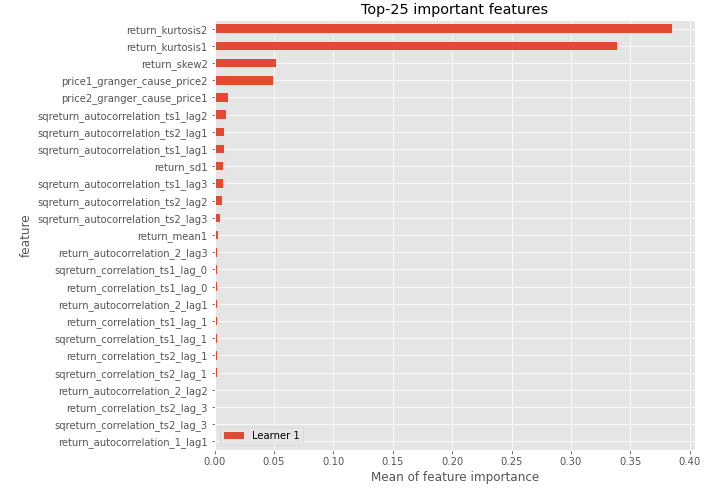 Top-25 important features
return_kurtosis2
return_kurtosis1
return_skew2
price1_granger_cause_price2
price2_granger_cause_price1
sqreturn_autocorrelation_ts1_lag2
sqreturn_autocorrelation_ts2_lag1
sqreturn_autocorrelation_ts1_lag1
return_sd1
sqreturn_autocorrelation_ts1_lag3
sqreturn_autocorrelation_ts2_lag2
sqreturn_autocorrelation_ts2_lag3
return_mean1
return_autocorrelation_2_lag3
sqreturn_correlation_ts1_lag_0
return_correlation_ts1_lag_0
return_autocorrelation_2_lag1
return_correlation_ts1_lag_1
sqreturn_correlation_ts1_lag_1
return_correlation_ts2_lag_1
sqreturn_correlation_ts2_lag_1
return_autocorrelation_2_lag2
return_correlation_ts2_lag_3
sqreturn_correlation_ts2_lag_3
return_autocorrelation_1_lag1
feature
Learner 1
0.00 0.05 0.10 0.15 0.20 0.25 0.30 0.35 0.40
Mean of feature importance